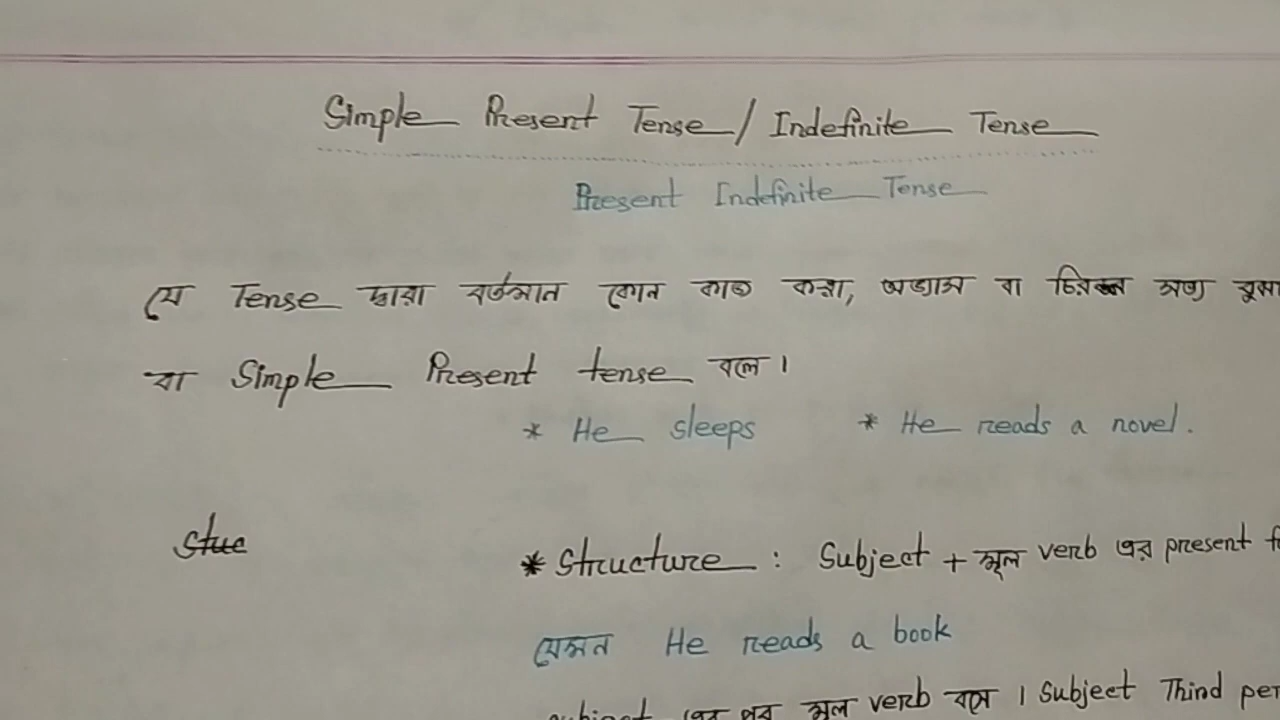 Simple Present Tense / Indefinite Tense
Present Indefinite Tense
যে Tense দ্বারা বর্তমান কোন কাজ করা, অভ্যাস বা চিরন্তন সত্য
বা Simple Present tense বলে।
* He sleeps * He reads a novel.
Stuc
* Structure : Subject + মূল verb এর present
যেমন He reads a book
subject এর পর মূল verb বসে । Subject Third